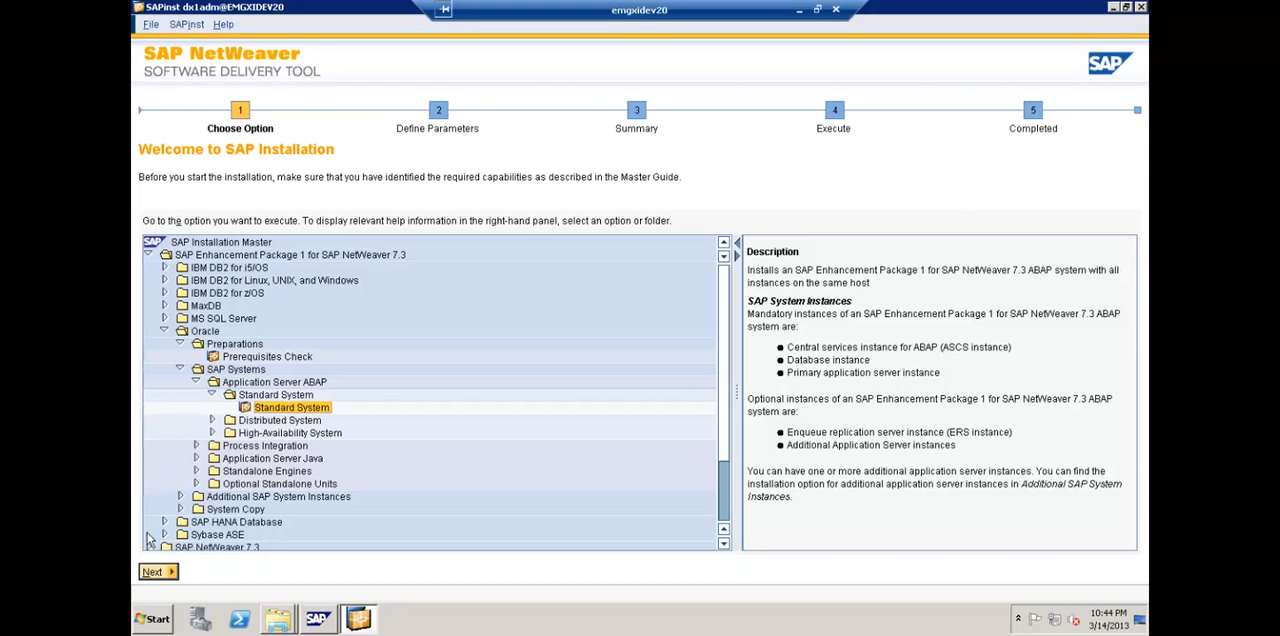 SAPinst dx1adm@EMGXIDEV20
emgxidev20
File SAPinst Help
SAP NetWeaver
SOFTWARE DELIVERY TOOL
SAP
1 2 3 4 5
Choose Option Define Parameters Summary Execute Completed
Welcome to SAP Installation
Before you start the installation, make sure that you have identified the required capabilities as described in the Master Guide.
Go to the option you want to execute. To display relevant help information in the right-hand panel, select an option or folder.
SAP SAP Installation Master
SAP Enhancement Package 1 for SAP NetWeaver 7.3
IBM DB2 for i5/OS
IBM DB2 for Linux, UNIX, and Windows
IBM DB2 for z/OS
MaxDB
MS SQL Server
Oracle
Preparations
Prerequisites Check
SAP Systems
Application Server ABAP
Standard System
Standard System
Distributed System
High-Availability System
Process Integration
Application Server Java
Standalone Engines
Optional Standalone Units
Additional SAP System Instances
System Copy
SAP HANA Database
Sybase ASE
SAP NetWeaver 7.3
Description
Installs an SAP Enhancement Package 1 for SAP NetWeaver 7.3 ABAP system with all
instances on the same host
SAP System Instances
Mandatory instances of an SAP Enhancement Package 1 for SAP NetWeaver 7.3 ABAP
system are:
Central services instance for ABAP (ASCS instance)
Database instance
Primary application server instance
Optional instances of an SAP Enhancement Package 1 for SAP NetWeaver 7.3 ABAP
system are:
Enqueue replication server instance (ERS instance)
Additional Application Server instances
You can have one or more additional application server instances. You can find the
installation option for additional application server instances in Additional SAP System
Instances.
Next
Start
SAP
10:44 PM
3/14/2013